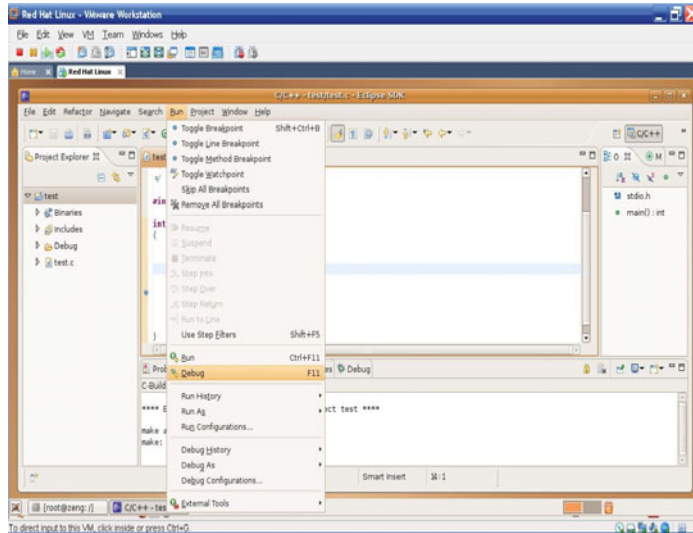 Red Hat Linux - VMware Workstation
File Edit View VM Team Windows Help
Home Red Hat Linux
C/C++ - test/test.c - Eclipse SDK
File Edit Refactor Navigate Search Run Project Window Help
C/C++
Project Explorer
test
Binaries
Includes
Debug
test.c
int
{
}
Toggle Breakpoint Shift+Ctrl+B
Toggle Line Breakpoint
Toggle Method Breakpoint
Toggle Watchpoint
Skip All Breakpoints
Remove All Breakpoints
Resume
Suspend
Terminate
Step Into
Step Over
Step Return
Run to Line
Use Step Filters Shift+F5
Run Ctrl+F11
Debug F11
Run History
Run As
Run Configurations...
Debug History
Debug As
Debug Configurations...
External Tools
stdio.h
main() : int
Debug
make:
Smart Insert
[root@zeng:/]
To direct input to this VM, click inside or press Ctrl+G.